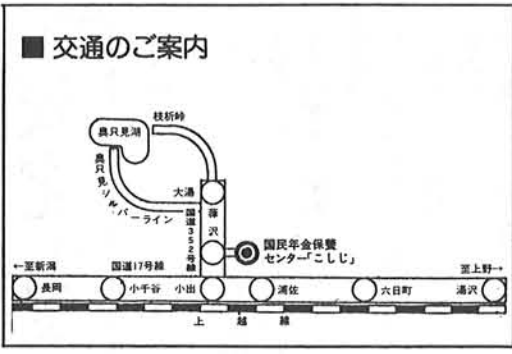 ■ 交通のご案内
枝折峠
奥只見湖
奥只見シルバーライン
大湯
国道352号線
葎沢
国民年金保養
センター「こしじ」
←至新潟
国道17号線
至上野→
長岡
小千谷
小出
浦佐
六日町
湯沢
上越線